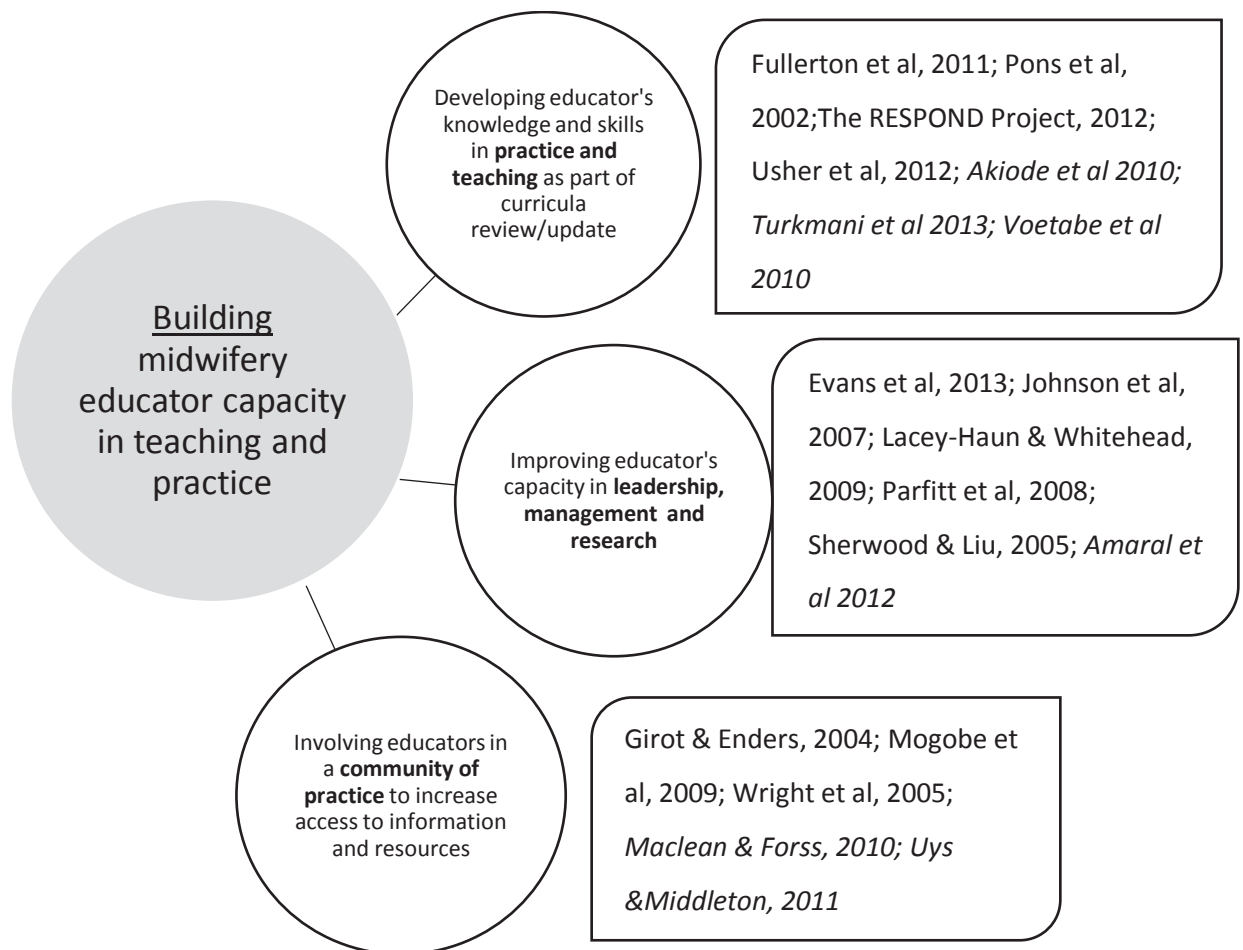 Building
midwifery
educator capacity
in teaching and
practice
Developing educator's
knowledge and skills
in practice and
teaching as part of
curricula
review/update
Fullerton et al, 2011; Pons et al,
2002;The RESPOND Project, 2012;
Usher et al, 2012; Akiode et al 2010;
Turkmani et al 2013; Voetabe et al
2010
Improving educator's
capacity in leadership,
management and
research
Evans et al, 2013; Johnson et al,
2007; Lacey-Haun & Whitehead,
2009; Parfitt et al, 2008;
Sherwood & Liu, 2005; Amaral et
al 2012
Involving educators in
a community of
practice to increase
access to information
and resources
Girot & Enders, 2004; Mogobe et
al, 2009; Wright et al, 2005;
Maclean & Forss, 2010; Uys
&Middleton, 2011